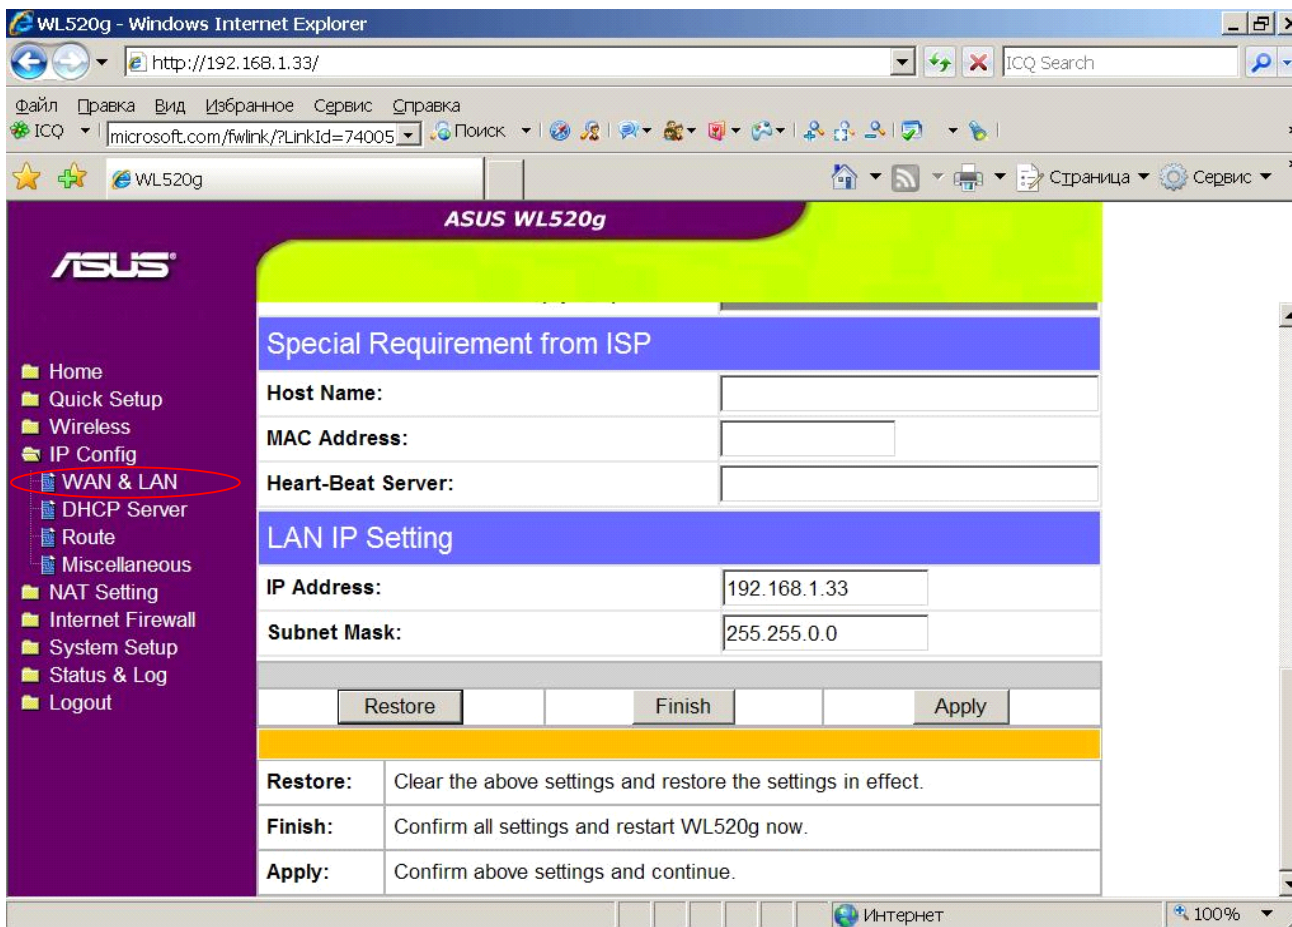 WL520g - Windows Internet Explorer
http://192.168.1.33/
ICQ Search
Файл Правка Вид Избранное Сервис Справка
ICQ microsoft.com/fwlink/?LinkId=74005 Поиск
WL520g Страница Сервис
ASUS WL520g
ASUS
Special Requirement from ISP
Home
Host Name:
Quick Setup
Wireless
MAC Address:
IP Config
WAN & LAN
Heart-Beat Server:
DHCP Server
Route
LAN IP Setting
Miscellaneous
NAT Setting
IP Address: 192.168.1.33
Internet Firewall
Subnet Mask: 255.255.0.0
System Setup
Status & Log
Logout
Restore Finish Apply
Restore: Clear the above settings and restore the settings in effect.
Finish: Confirm all settings and restart WL520g now.
Apply: Confirm above settings and continue.
Интернет 100%